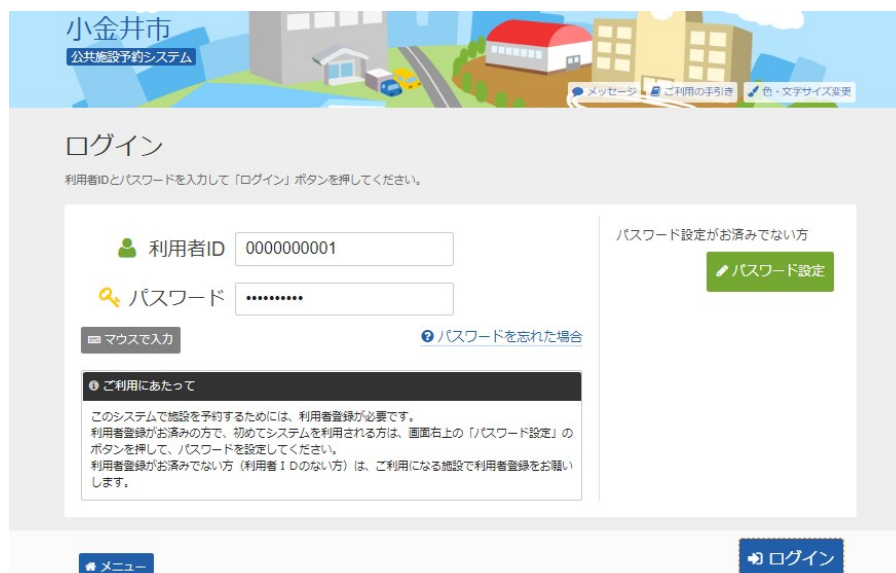 小金井市
公共施設予約システム
メッセージ ご利用の手引き 色・文字サイズ変更
ログイン
利用者IDとパスワードを入力して「ログイン」ボタンを押してください。
利用者ID 0000000001
パスワード ••••••••••
マウスで入力
パスワードを忘れた場合
ご利用にあたって
このシステムで施設を予約するためには、利用者登録が必要です。
利用者登録がお済みの方で、初めてシステムを利用される方は、画面右上の「パスワード設定」の
ボタンを押して、パスワードを設定してください。
利用者登録がお済みでない方（利用者ＩＤのない方）は、ご利用になる施設で利用者登録をお願い
します。
パスワード設定がお済みでない方
パスワード設定
メニュー
ログイン